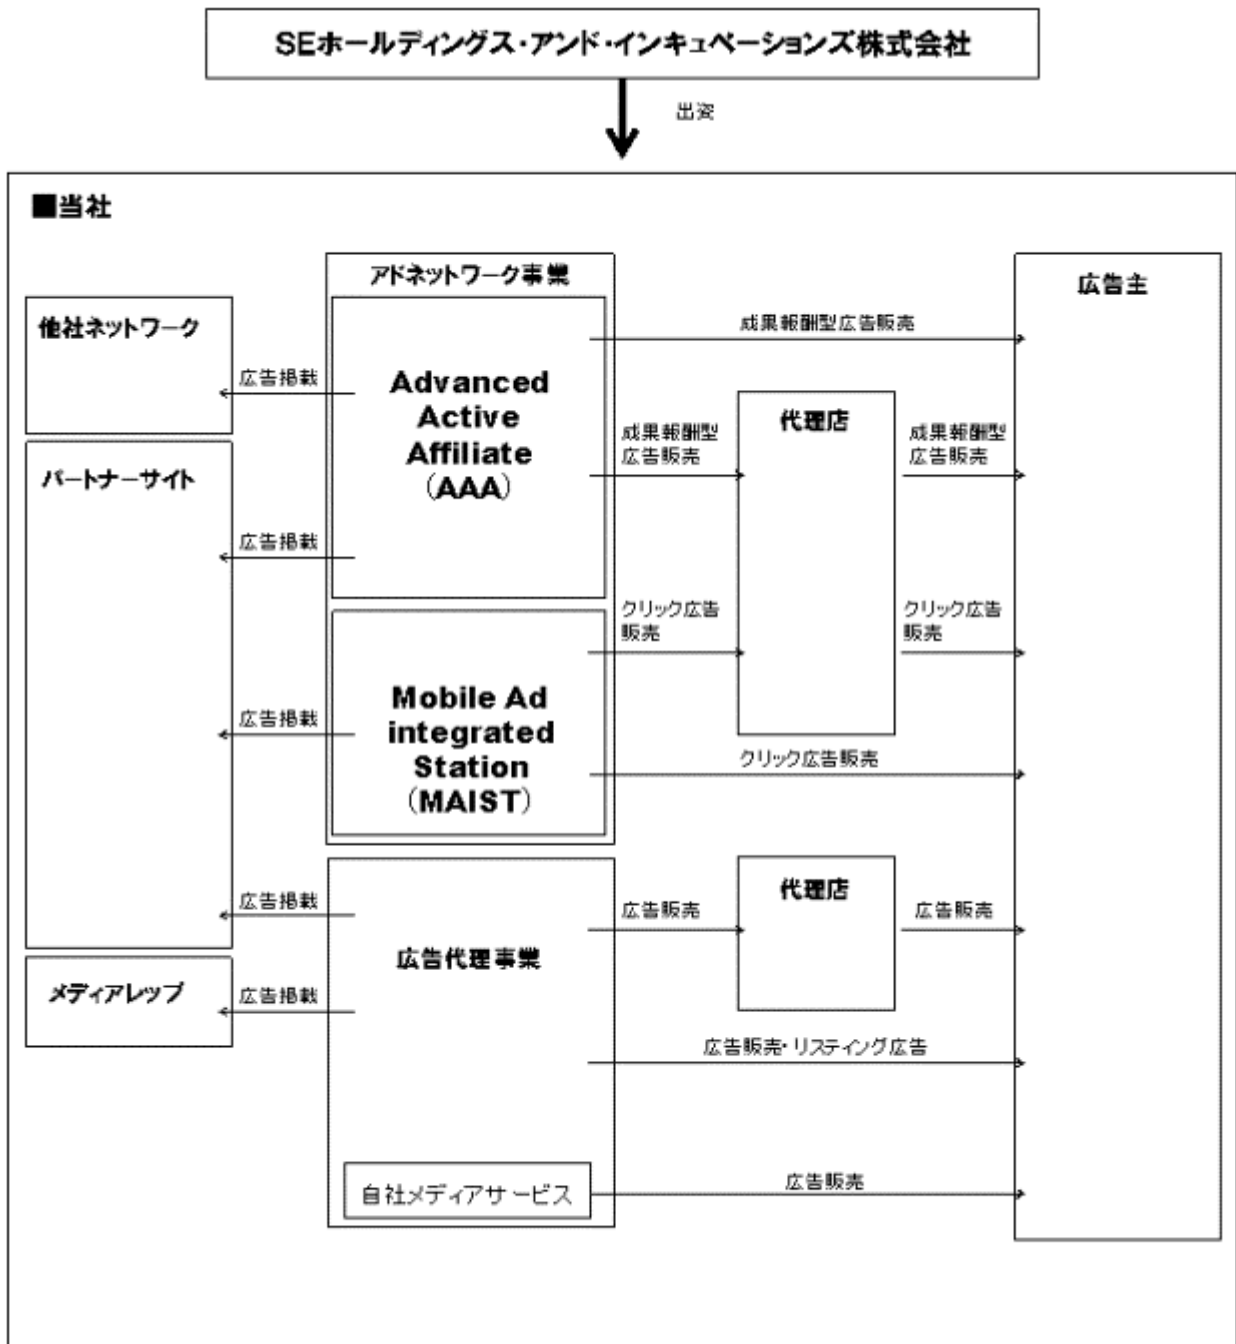 SEホールディングス・アンド・インキュベーションズ株式会社
出資
■当社
アドネットワーク事業
広告主
他社ネットワーク
成果報酬型広告販売
広告掲載
Advanced
Active
Affiliate
(AAA)
代理店
成果報酬型
広告販売
成果報酬型
広告販売
パートナーサイト
広告掲載
クリック広告
販売
クリック広告
販売
Mobile Ad
integrated
Station
(MAIST)
広告掲載
クリック広告販売
代理店
広告掲載
広告販売
広告販売
広告代理事業
メディアレップ
広告掲載
広告販売・リスティング広告
自社メディアサービス
広告販売